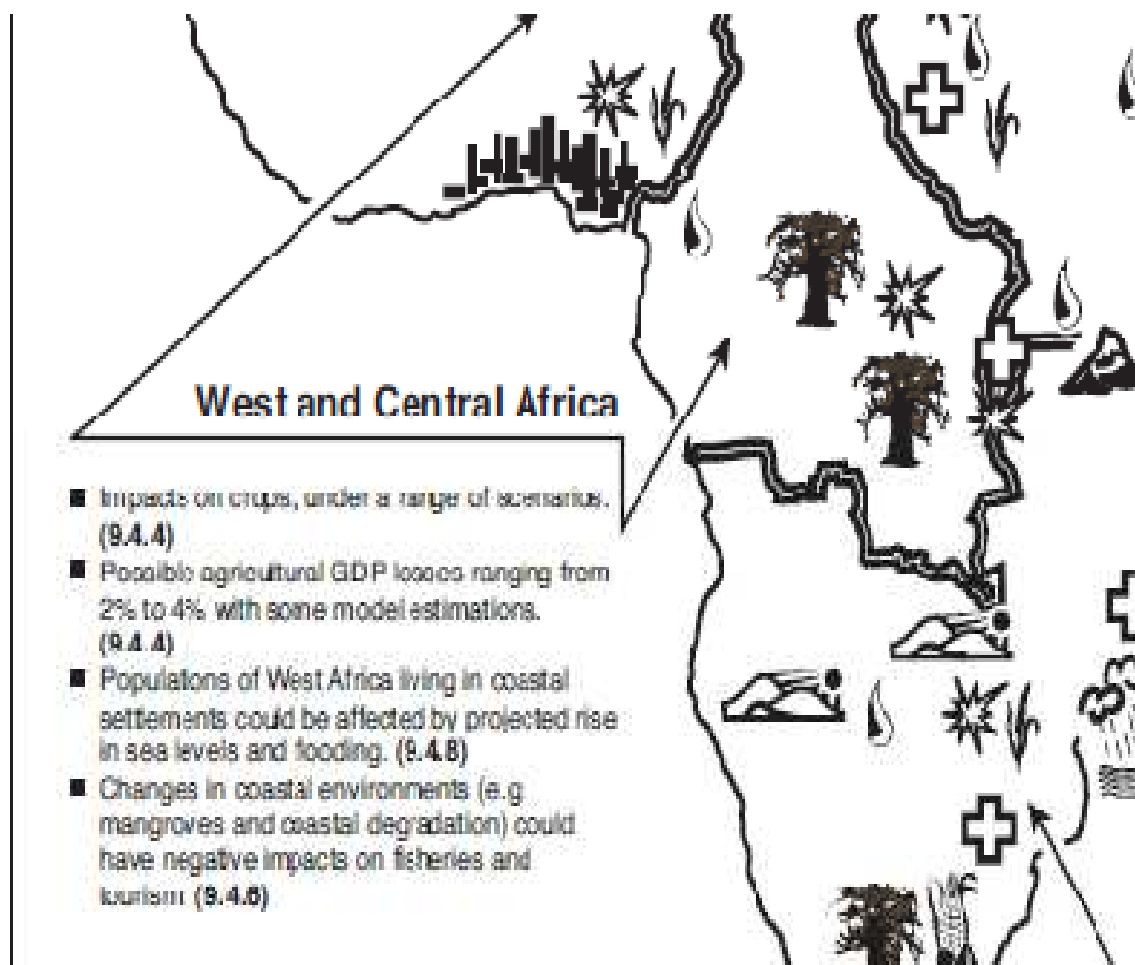 West and Central Africa
■ Impacts on crops, under a range of scenarios.
(9.4.4)
■ Possible agricultural GDP losses ranging from
2% to 4% with some model estimations.
(9.4.4)
■ Populatons of West Africa living in coastal
settlements could be affected by projected rise
in sea levels and flooding. (9.4.8)
■ Changes in coastal environments (e.g
mangroves and coastal degradation) could
have negative impacts on fisheries and
tourism (9.4.6)